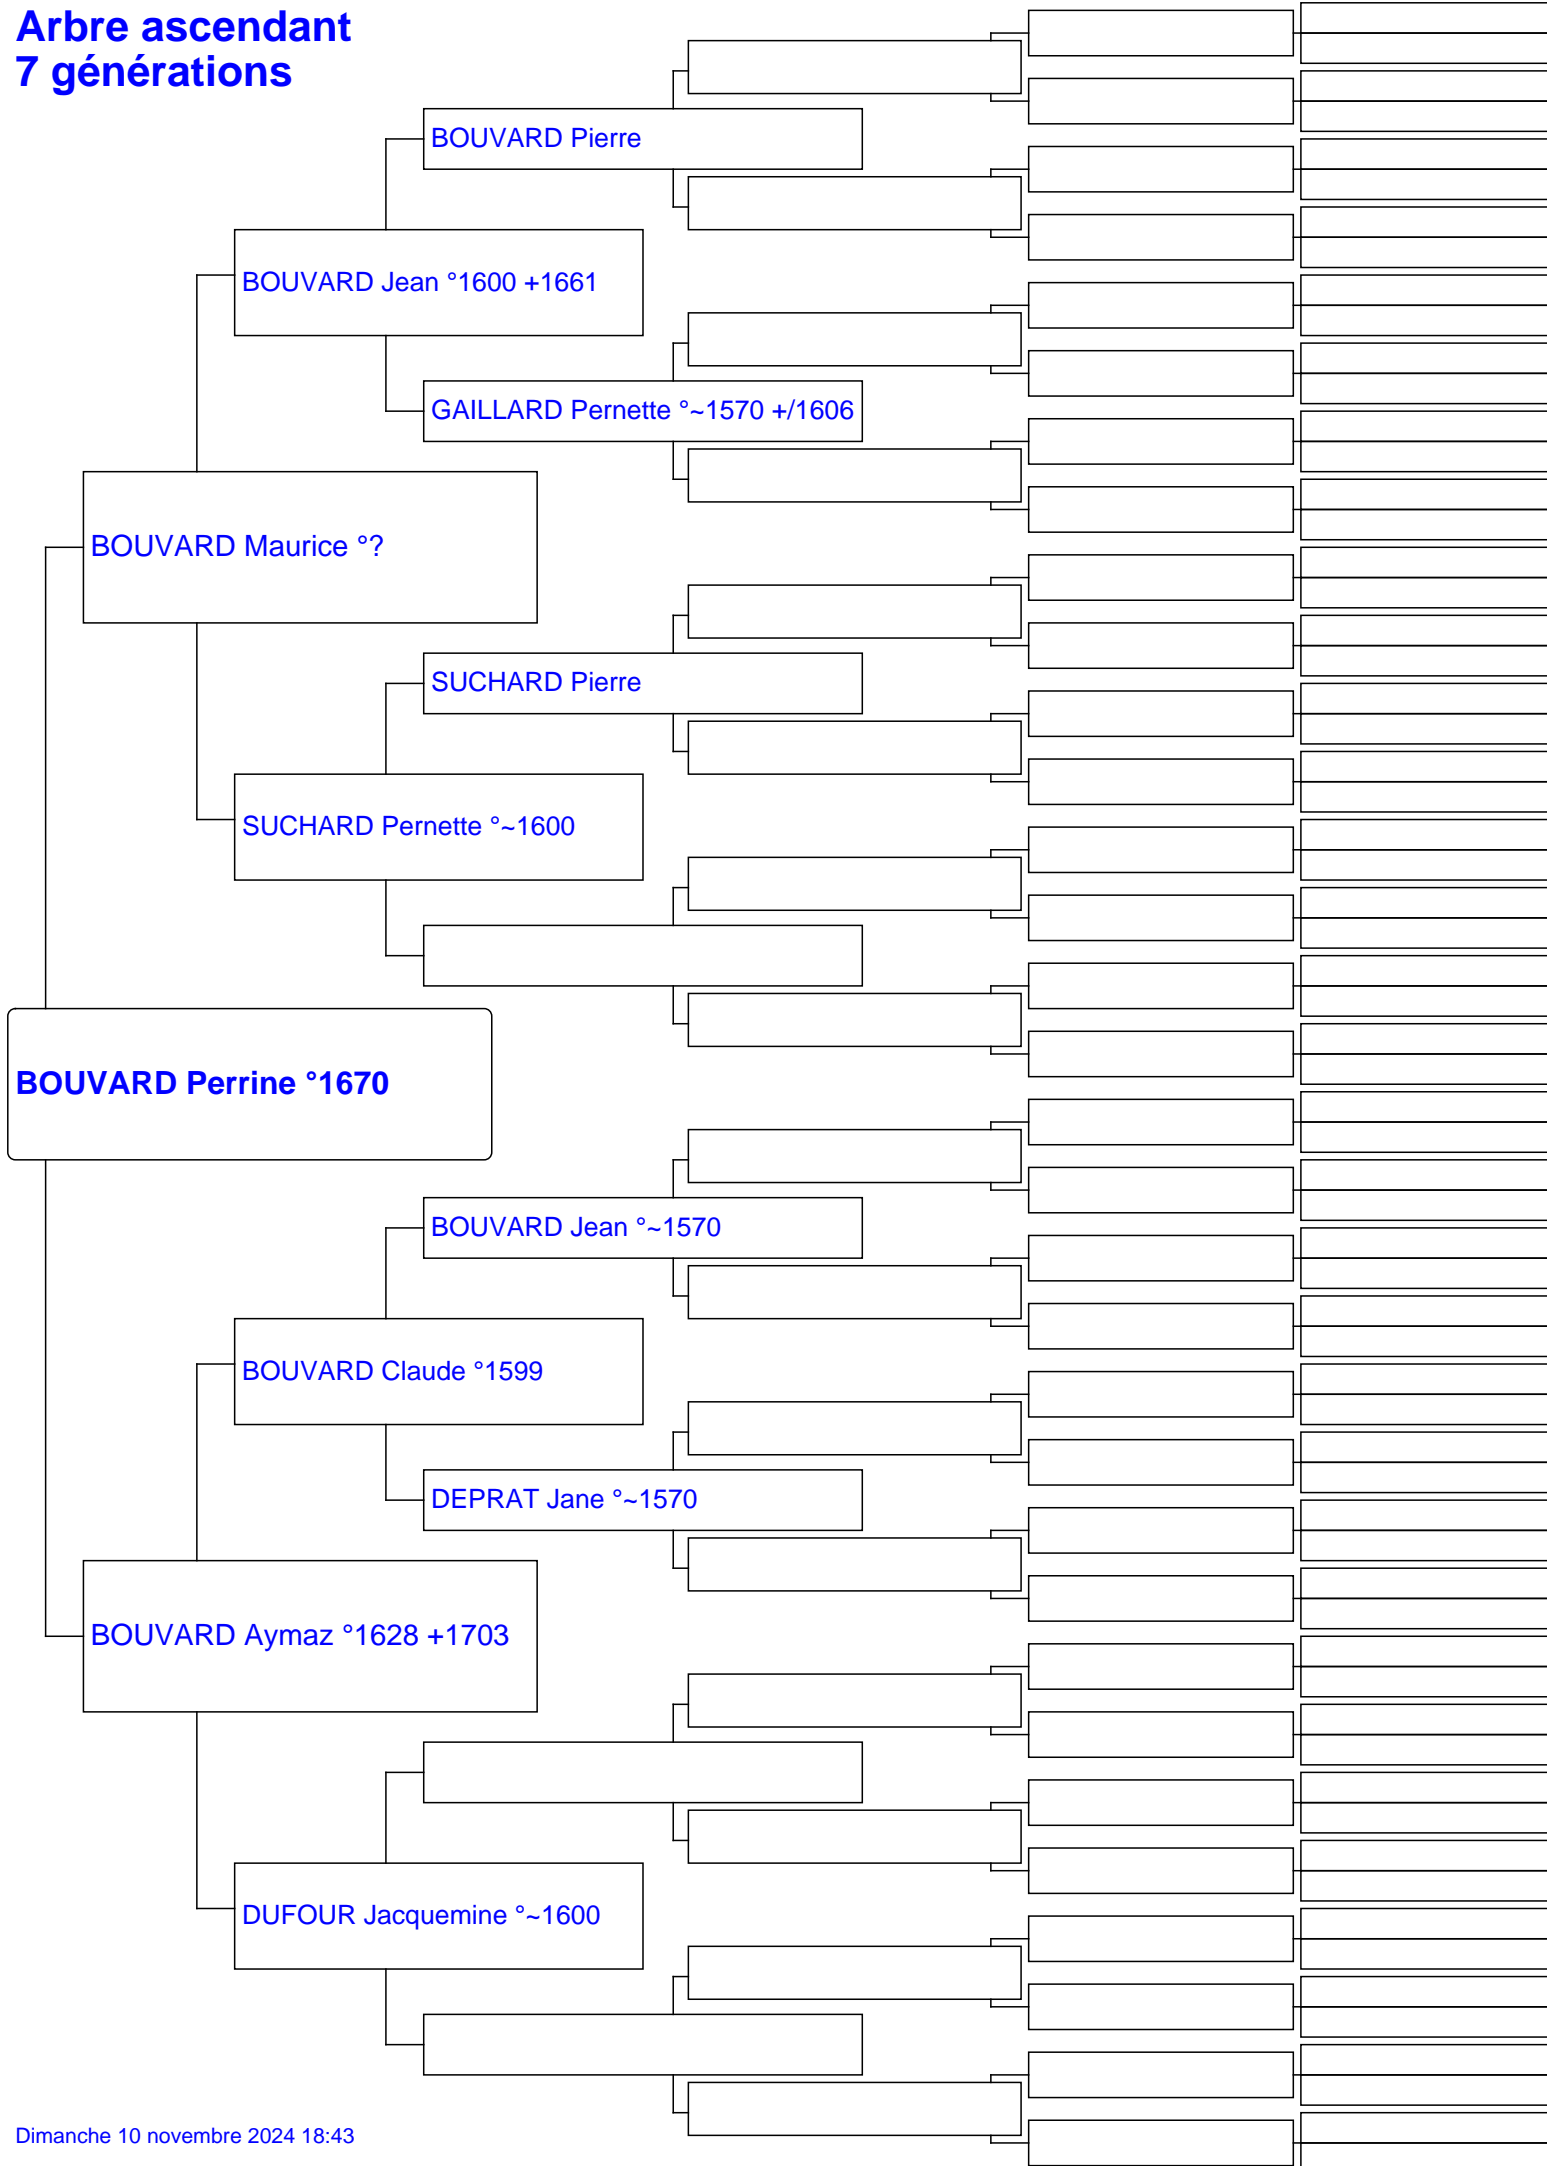 Arbre ascendant
7 générations
BOUVARD Pierre
BOUVARD Jean °1600 +1661
GAILLARD Pernette °~1570 +/1606
BOUVARD Maurice °?
SUCHARD Pierre
SUCHARD Pernette °~1600
BOUVARD Perrine °1670
BOUVARD Jean °~1570
BOUVARD Claude °1599
DEPRAT Jane °~1570
BOUVARD Aymaz °1628 +1703
DUFOUR Jacquemine °~1600
Dimanche 10 novembre 2024 18:43